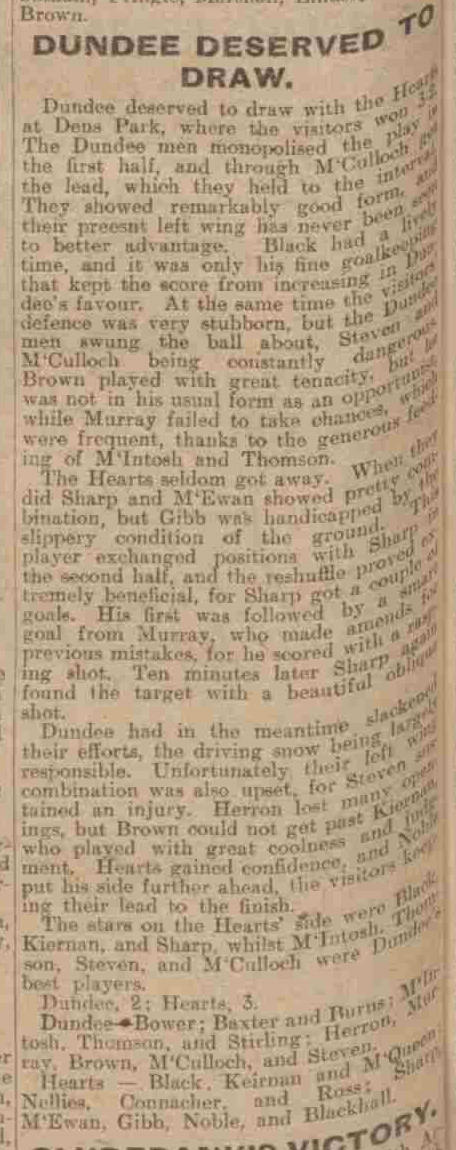 Brown.
DUNDEE DESERVED TO
DRAW.
Dundee deserved to draw with the Hearts
at Dens Park, where the visitors won 3-2.
The Dundee men monopolised the play in
the first half, and through M'Culloch got
the lead, which they held to the interval.
They showed remarkably good form, and
their preesnt left wing has never been seen
to better advantage. Black had a lively
time, and it was only his fine goalkeeping
that kept the score from increasing in Dun-
dee's favour. At the same time the visitors'
defence was very stubborn, but the Dundee
men swung the ball about, Steven and
M'Culloch being constantly dangerous.
Brown played with great tenacity, but he
was not in his usual form as an opportunist,
while Murray failed to take chances, which
were frequent, thanks to the generous feed-
ing of M'Intosh and Thomson.
The Hearts seldom got away. When they
did Sharp and M'Ewan showed pretty com-
bination, but Gibb was handicapped by the
slippery condition of the ground. This
player exchanged positions with Sharp in
the second half, and the reshuffle proved ex-
tremely beneficial, for Sharp got a couple of
goals. His first was followed by a smart
goal from Murray, who made amends for
previous mistakes, for he scored with a rasp-
ing shot. Ten minutes later Sharp again
found the target with a beautiful oblique
shot.
Dundee had in the meantime slackened
their efforts, the driving snow being largely
responsible. Unfortunately their left wing
combination was also upset, for Steven sus-
tained an injury. Herron lost many open-
ings, but Brown could not get past Kiernan,
who played with great coolness and judg-
ment. Hearts gained confidence, and Noble
put his side further ahead, the visitors keep-
ing their lead to the finish.
The stars on the Hearts' side were Black,
Kiernan, and Sharp, whilst M'Intosh, Thom-
son, Steven, and M'Culloch were Dundee's
best players.
Dundee, 2; Hearts, 3.
Dundee—Bower; Baxter and Burns; M'In-
tosh, Thomson, and Stirling; Herron, Mur-
ray, Brown, M'Culloch, and Steven.
Hearts — Black, Keirnan and M'Queen;
Nellies, Connacher, and Ross; Sharp,
M'Ewan, Gibb, Noble, and Blackhall.
VICTORY.